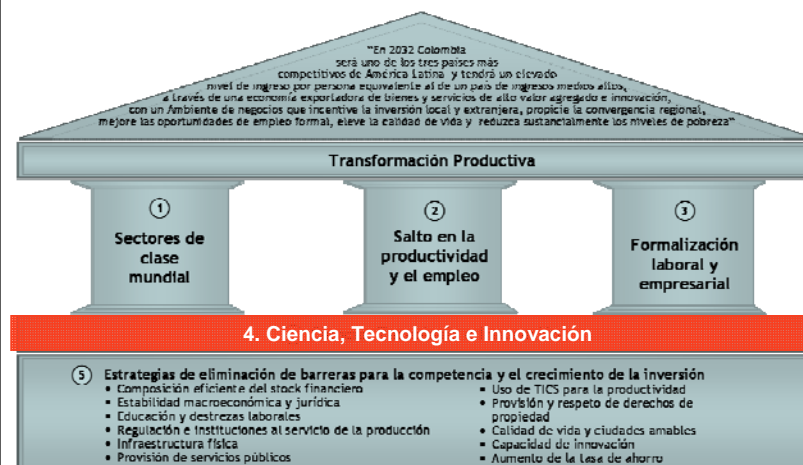 "En 2032 Colombia
será uno de los tres países más
competitivos de América Latina y tendrá un elevado
nivel de ingreso por persona equivalente al de un país de ingresos medios altos,
a través de una economía exportadora de bienes y servicios de alto valor agregado e innovación,
con un Ambiente de negocios que incentive la inversión local y extranjera, propicie la convergencia regional,
mejore las oportunidades de empleo formal, eleve la calidad de vida y reduzca sustancialmente los niveles de pobreza"
Transformación Productiva
1
Sectores de
clase
mundial
2
Salto en la
productividad
y el empleo
3
Formalización
laboral y
empresarial
4. Ciencia, Tecnología e Innovación
5 Estrategias de eliminación de barreras para la competencia y el crecimiento de la inversión
• Composición eficiente del stock financiero
• Estabilidad macroeconómica y jurídica
• Educación y destrezas laborales
• Regulación e instituciones al servicio de la producción
• Infraestructura física
• Provisión de servicios públicos
• Uso de TICS para la productividad
• Provisión y respeto de derechos de
propiedad
• Calidad de vida y ciudades amables
• Capacidad de innovación
• Aumento de la tasa de ahorro